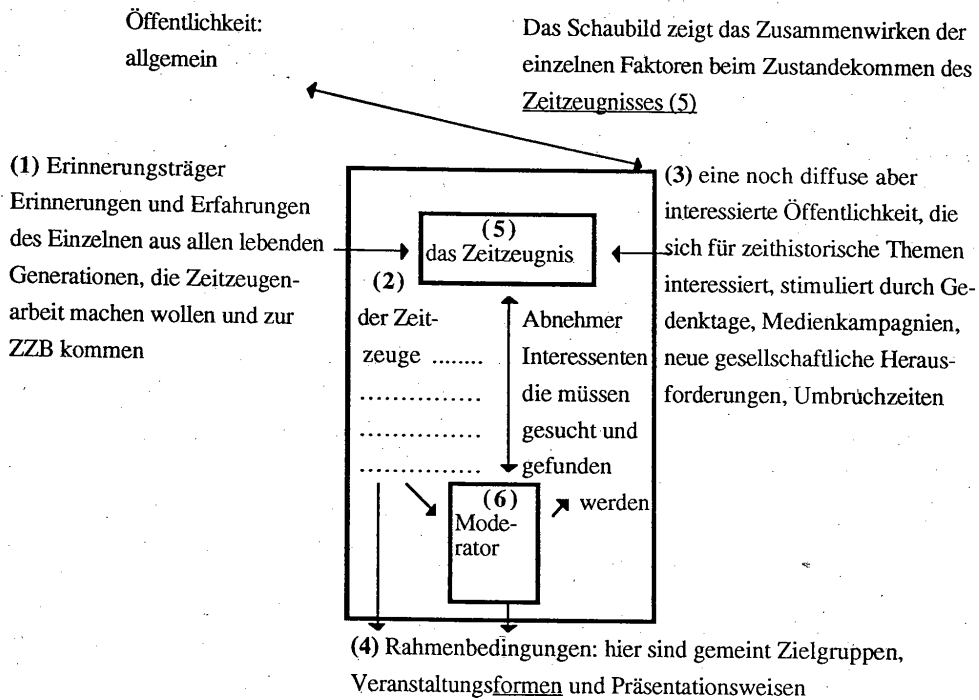 Öffentlichkeit:
allgemein
Das Schaubild zeigt das Zusammenwirken der
einzelnen Faktoren beim Zustandekommen des
Zeitzeugnisses (5)
(1) Erinnerungsträger
Erinnerungen und Erfahrungen
des Einzelnen aus allen lebenden
Generationen, die Zeitzeugen-
arbeit machen wollen und zur
ZZB kommen
(5)
das Zeitzeugnis
(2)
der Zeit-
zeuge ........
..............
..............
..............
Abnehmer
Interessenten
die müssen
gesucht und
gefunden
werden
(6)
Mode-
rator
(3) eine noch diffuse aber
interessierte Öffentlichkeit, die
sich für zeithistorische Themen
interessiert, stimuliert durch Ge-
denktage, Medienkampagnien,
neue gesellschaftliche Heraus-
forderungen, Umbruchzeiten
(4) Rahmenbedingungen: hier sind gemeint Zielgruppen,
Veranstaltungsformen und Präsentationsweisen